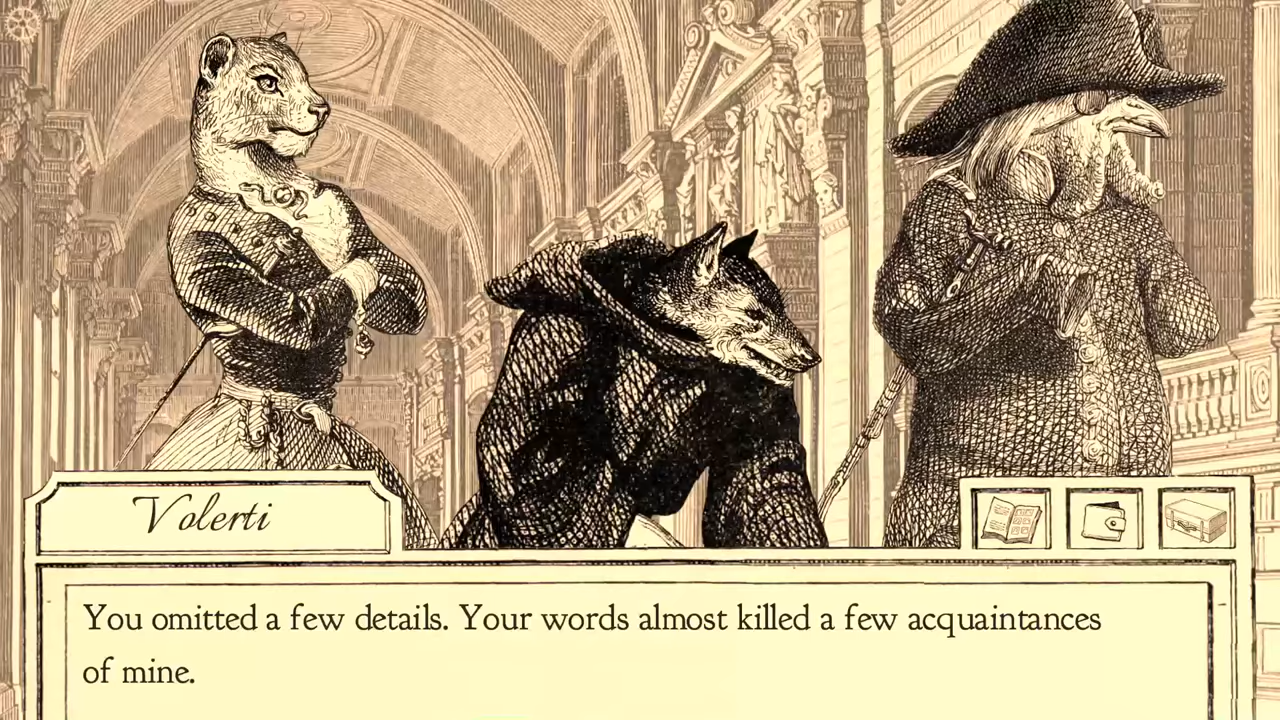 Volerti
You omitted a few details. Your words almost killed a few acquaintances
of mine.